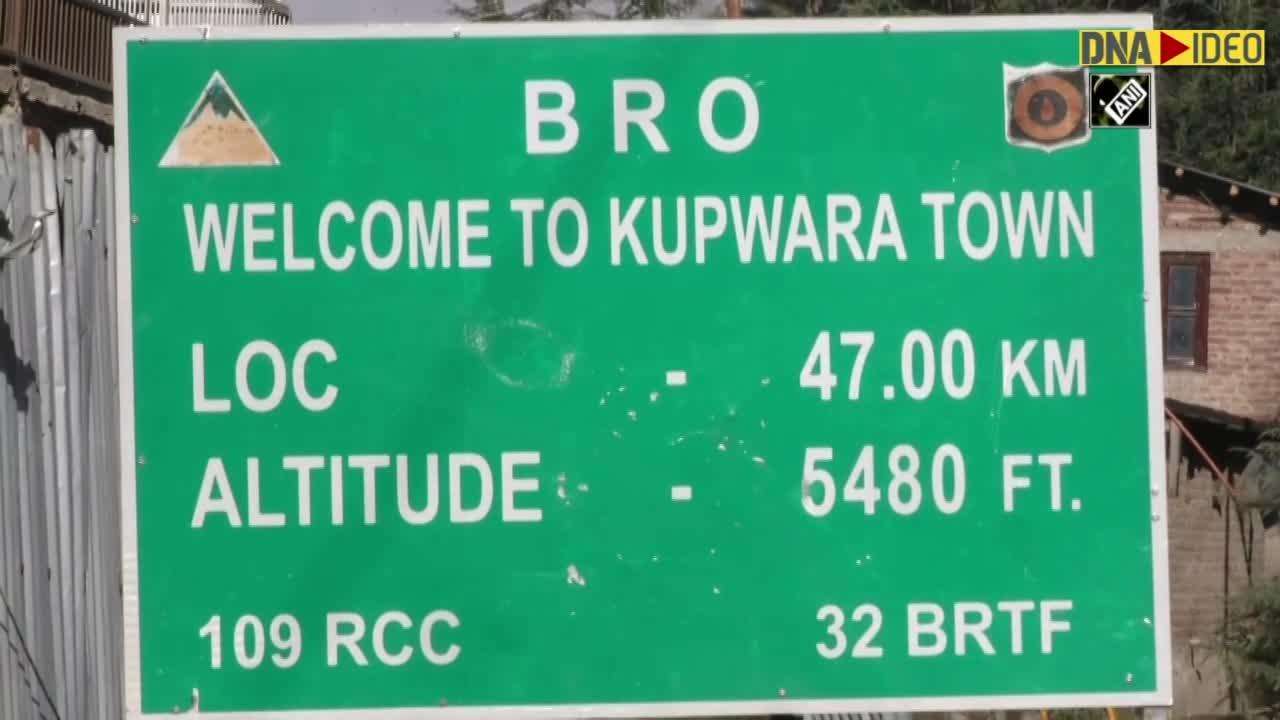 DNA VIDEO
ANI
BRO
WELCOME TO KUPWARA TOWN
LOC - 47.00 KM
ALTITUDE - 5480 FT.
109 RCC 32 BRTF